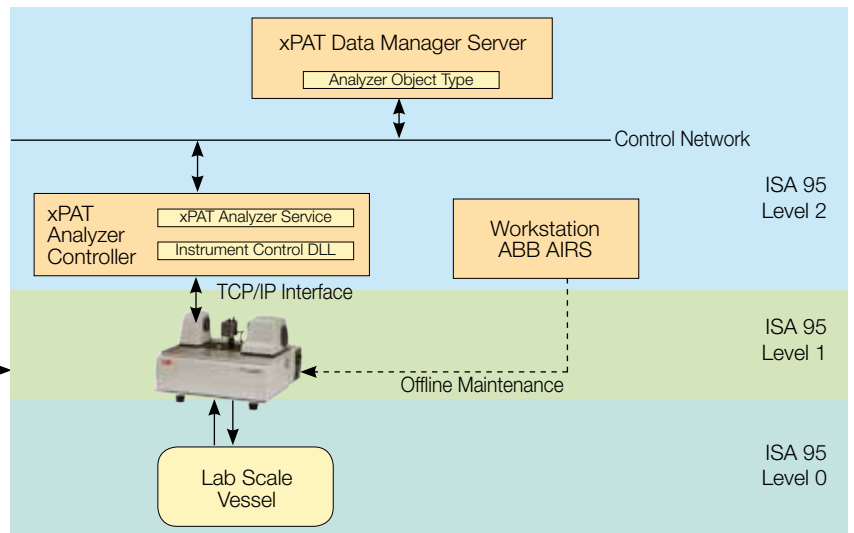 xPAT Data Manager Server
Analyzer Object Type
Control Network
ISA 95
Level 2
xPAT
Analyzer
Controller
xPAT Analyzer Service
Instrument Control DLL
Workstation
ABB AIRS
TCP/IP Interface
ISA 95
Level 1
Offline Maintenance
Lab Scale
Vessel
ISA 95
Level 0